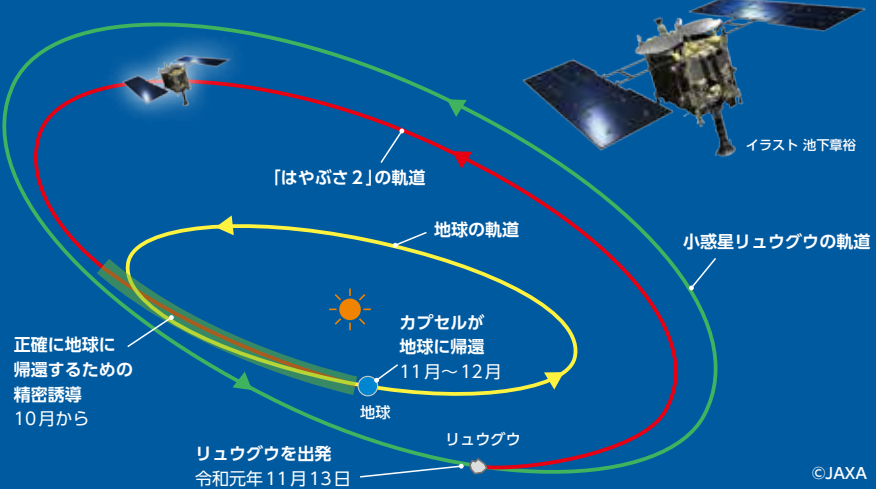 イラスト 池下章裕
「はやぶさ2」の軌道
地球の軌道
小惑星リュウグウの軌道
カプセルが
地球に帰還
11月～12月
正確に地球に
帰還するための
精密誘導
10月から
地球
リュウグウ
リュウグウを出発
令和元年11月13日
©JAXA